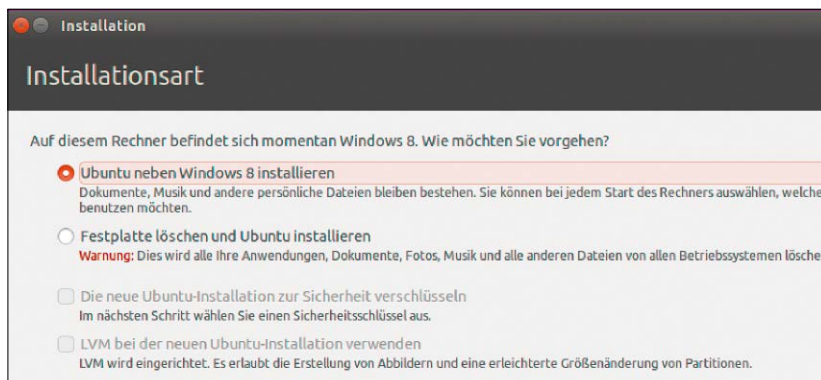 Installation
Installationsart
Auf diesem Rechner befindet sich momentan Windows 8. Wie möchten Sie vorgehen?
Ubuntu neben Windows 8 installieren
Dokumente, Musik und andere persönliche Dateien bleiben bestehen. Sie können bei jedem Start des Rechners auswählen, welche
benutzen möchten.
Festplatte löschen und Ubuntu installieren
Warnung: Dies wird alle Ihre Anwendungen, Dokumente, Fotos, Musik und alle anderen Dateien von allen Betriebssystemen lösche
Die neue Ubuntu-Installation zur Sicherheit verschlüsseln
Im nächsten Schritt wählen Sie einen Sicherheitsschlüssel aus.
LVM bei der neuen Ubuntu-Installation verwenden
LVM wird eingerichtet. Es erlaubt die Erstellung von Abbildern und eine erleichterte Größenänderung von Partitionen.